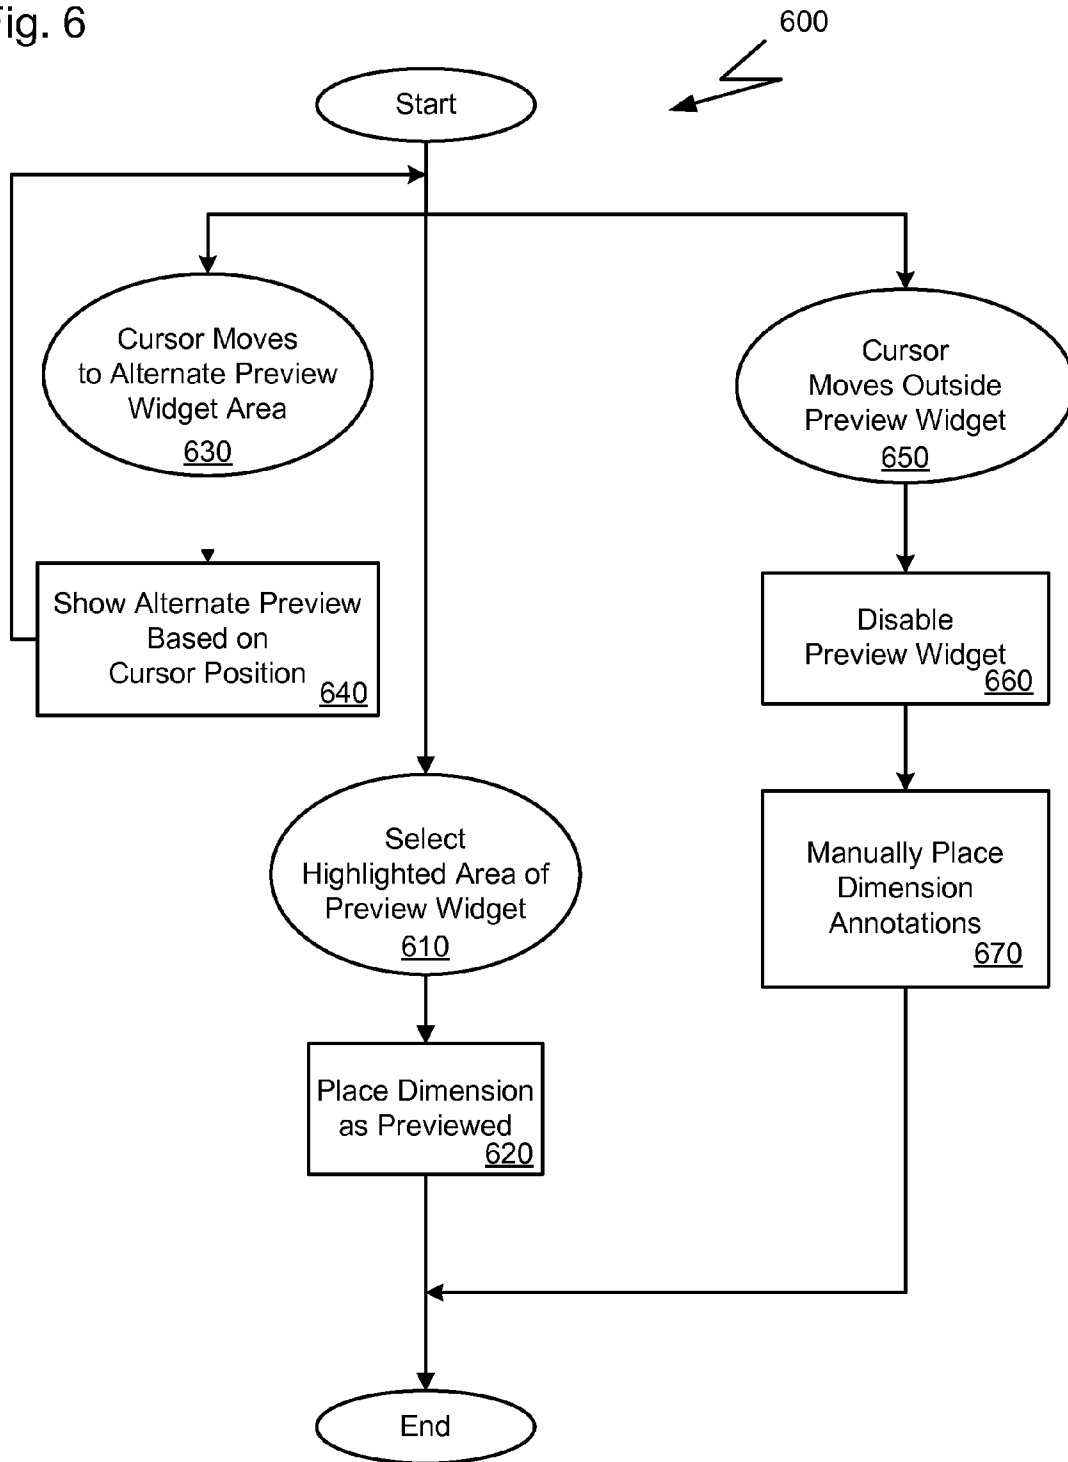 Fig. 6
600
Start
Cursor Moves
to Alternate Preview
Widget Area
630
Cursor
Moves Outside
Preview Widget
650
Show Alternate Preview
Based on
Cursor Position
640
Disable
Preview Widget
660
Select
Highlighted Area of
Preview Widget
610
Manually Place
Dimension
Annotations
670
Place Dimension
as Previewed
620
End